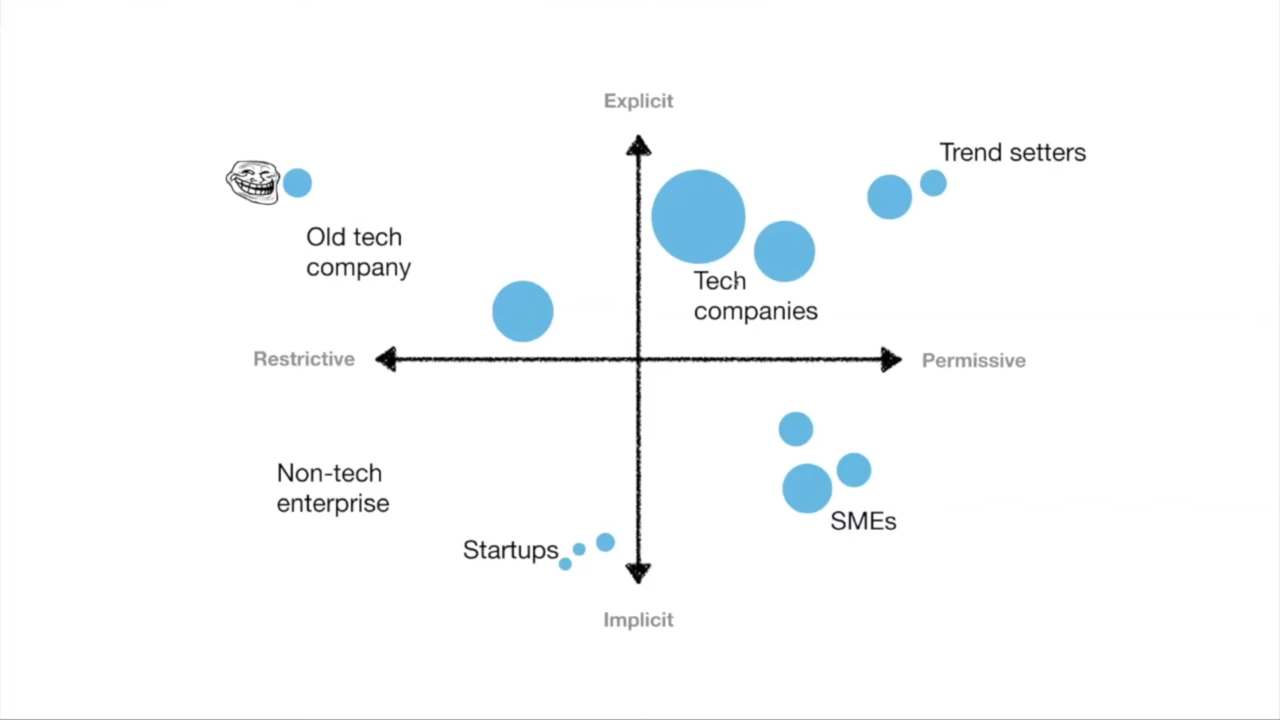 Explicit
Trend setters
Old tech
company
Tech
companies
Restrictive
Permissive
Non-tech
enterprise
SMEs
Startups
Implicit